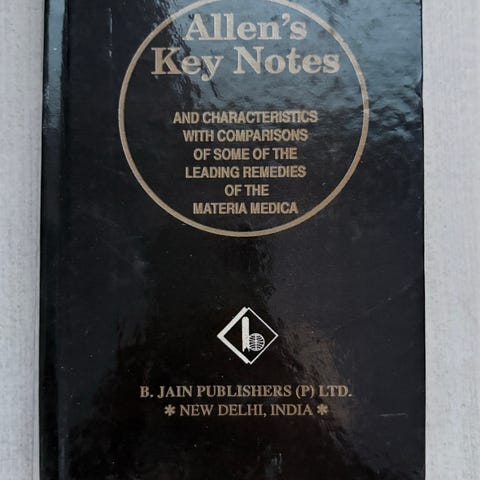 Allen's
Key Notes
AND CHARACTERISTICS
WITH COMPARISONS
OF SOME OF THE
LEADING REMEDIES
OF THE
MATERIA MEDICA
B. JAIN PUBLISHERS (P) LTD.
* NEW DELHI, INDIA *